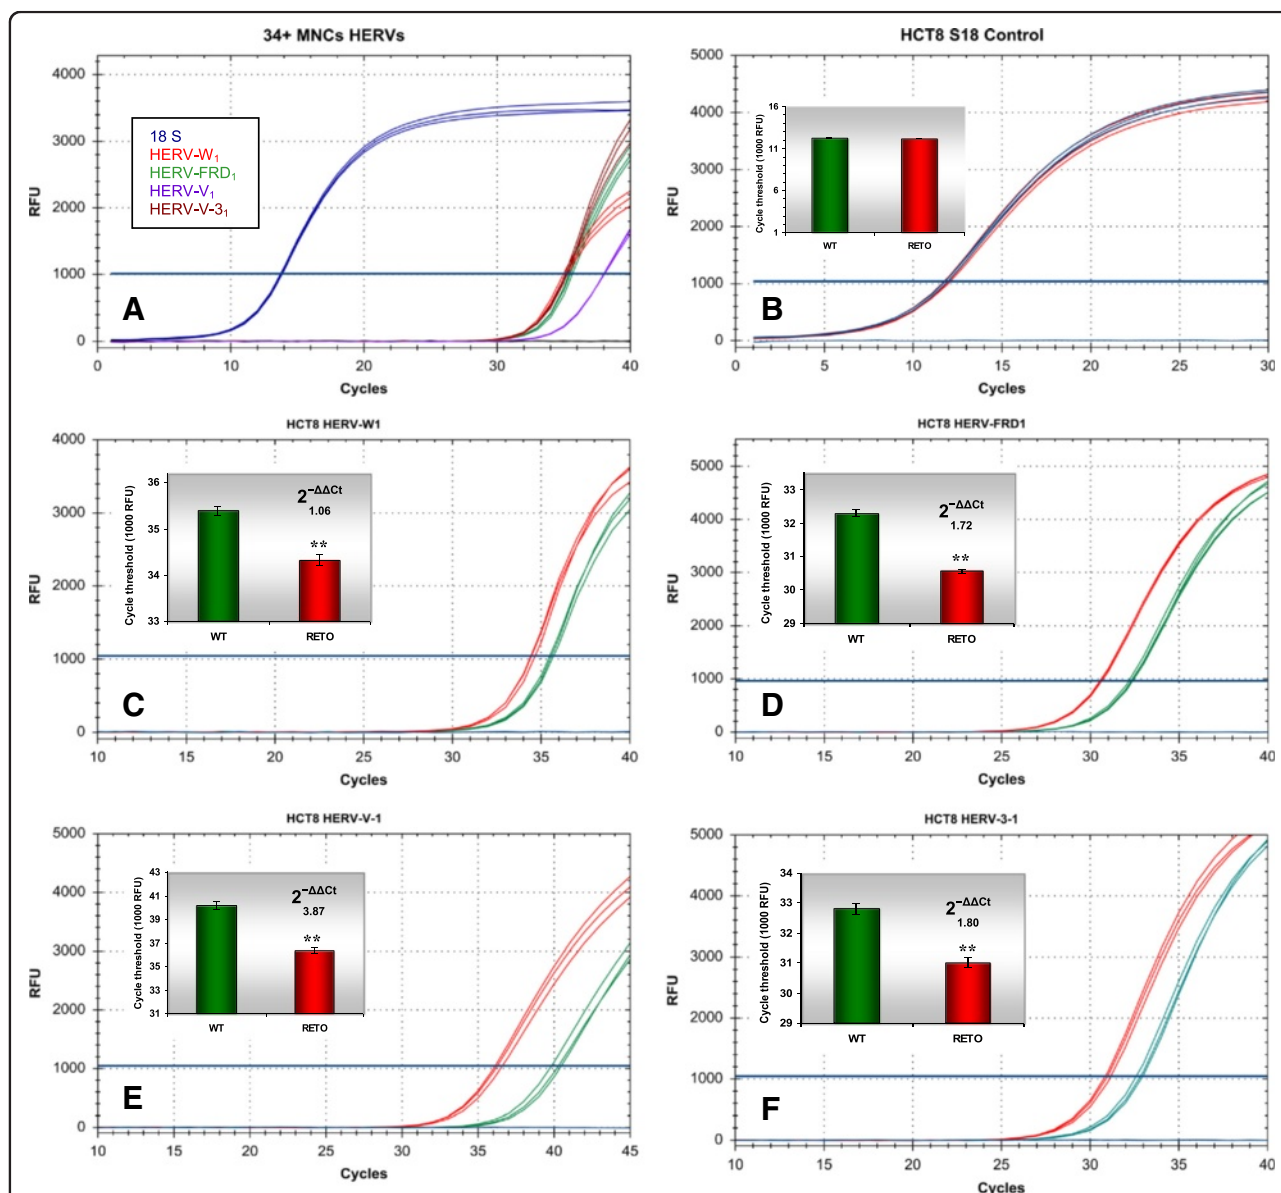 34+ MNCs HERVs
4000
3000
2000
1000
0
RFU
18 S
HERV-W1
HERV-FRD1
HERV-V1
HERV-V-31
A
0 10 20 30 40
Cycles
HCT8 S18 Control
5000
4000
3000
2000
1000
0
RFU
Cycle threshold (1000 RFU)
16
11
6
1
WT RETO
B
0 5 10 15 20 25 30
Cycles
HCT8 HERV-W1
4000
3000
2000
1000
0
RFU
Cycle threshold (1000 RFU)
36
35
34
33
2−ΔΔCt
1.06
**
WT RETO
C
10 15 20 25 30 35 40
Cycles
HCT8 HERV-FRD1
5000
4000
3000
2000
1000
0
RFU
Cycle threshold (1000 RFU)
33
32
31
30
29
2−ΔΔCt
1.72
**
WT RETO
D
10 15 20 25 30 35 40
Cycles
HCT8 HERV-V-1
5000
4000
3000
2000
1000
0
RFU
Cycle threshold (1000 RFU)
43
41
39
37
35
33
31
2−ΔΔCt
3.87
**
WT RETO
E
10 15 20 25 30 35 40 45
Cycles
HCT8 HERV-3-1
5000
4000
3000
2000
1000
0
RFU
Cycle threshold (1000 RFU)
34
33
32
31
30
29
2−ΔΔCt
1.80
**
WT RETO
F
10 15 20 25 30 35 40
Cycles